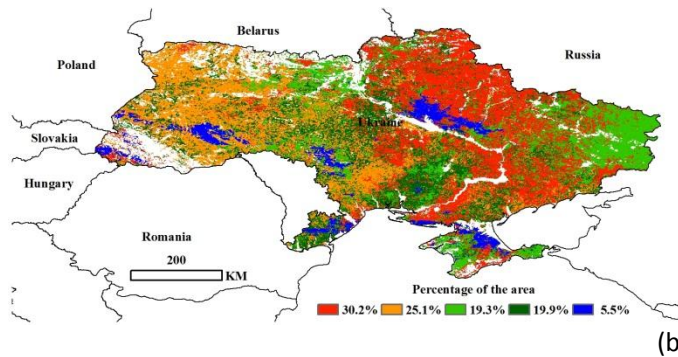 Belarus
Poland
Russia
Ukraine
Slovakia
Hungary
Romania
200
KM
Percentage of the area
30.2% 25.1% 19.3% 19.9% 5.5%
(b